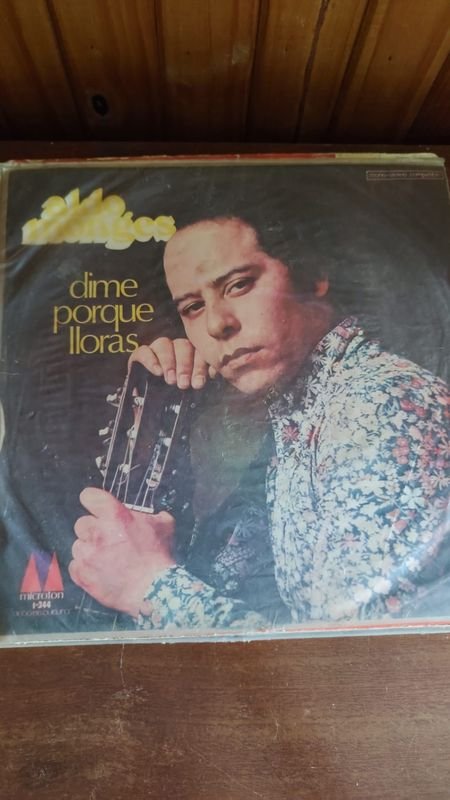 aldo
monges
dime
porque
lloras
microfon
I-344